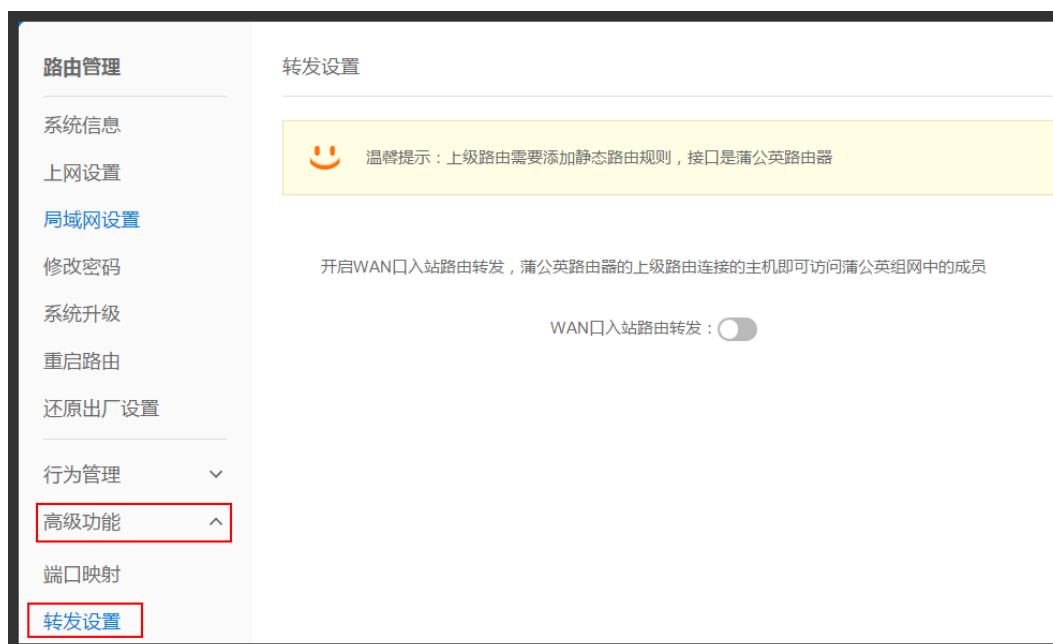 路由管理
系统信息
上网设置
局域网设置
修改密码
系统升级
重启路由
还原出厂设置
行为管理
高级功能
端口映射
转发设置
转发设置
温馨提示：上级路由需要添加静态路由规则，接口是蒲公英路由器
开启WAN口入站路由转发，蒲公英路由器的上级路由连接的主机即可访问蒲公英组网中的成员
WAN口入站路由转发：